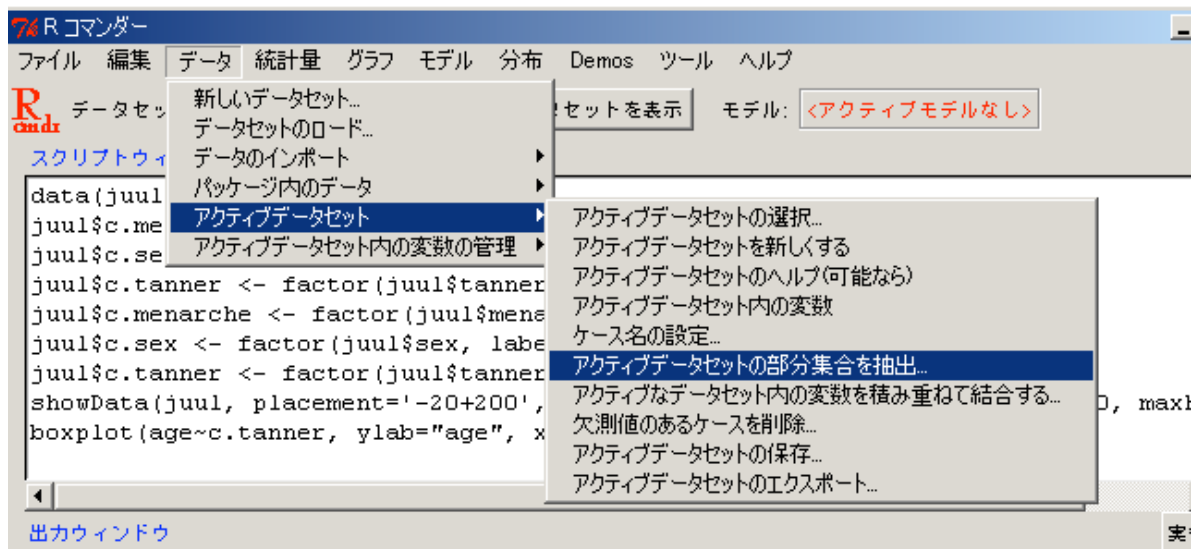 R コマンダー
ファイル 編集 データ 統計量 グラフ モデル 分布 Demos ツール ヘルプ
R cmdr データセッ セットを表示 モデル: <アクティブモデルなし>
新しいデータセット...
データセットのロード...
データのインポート
パッケージ内のデータ
アクティブデータセット
アクティブデータセット内の変数の管理
アクティブデータセットの選択...
アクティブデータセットを新しくする
アクティブデータセットのヘルプ(可能なら)
アクティブデータセット内の変数
ケース名の設定...
アクティブデータセットの部分集合を抽出...
アクティブなデータセット内の変数を積み重ねて結合する...
欠測値のあるケースを削除...
アクティブデータセットの保存...
アクティブデータセットのエクスポート...
スクリプトウィ
data(juul
juul$c.me
juul$c.se
juul$c.tanner <- factor(juul$tanner
juul$c.menarche <- factor(juul$mena
juul$c.sex <- factor(juul$sex, labe
juul$c.tanner <- factor(juul$tanner
showData(juul, placement='-20+200', 0, maxh
boxplot(age~c.tanner, ylab="age", x
出力ウィンドウ
実